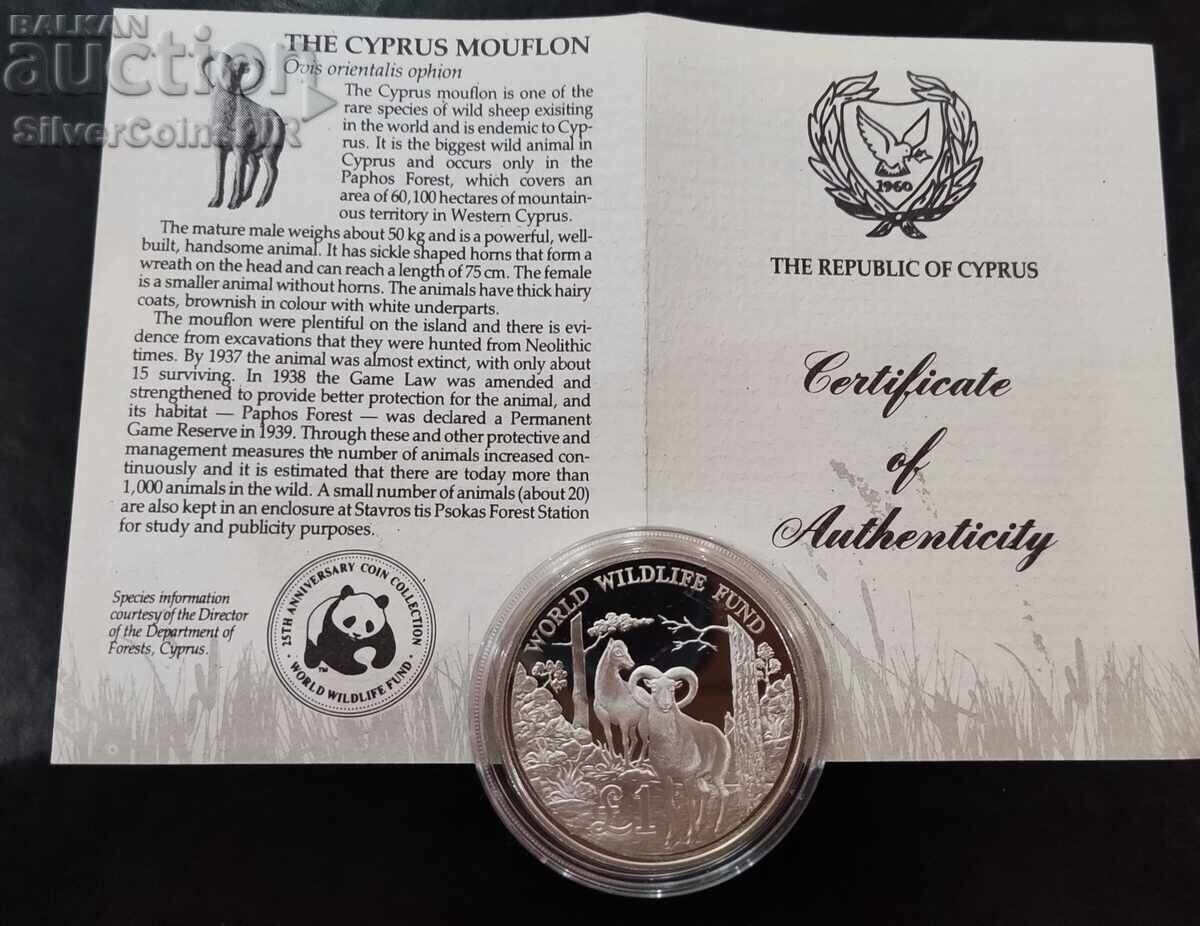 BALKAN
auction
SilverCoinsPLR
THE CYPRUS MOUFLON
Ovis orientalis ophion
The Cyprus mouflon is one of the
rare species of wild sheep exisiting
in the world and is endemic to Cyp-
rus. It is the biggest wild animal in
Cyprus and occurs only in the
Paphos Forest, which covers an
area of 60,100 hectares of mountain-
ous territory in Western Cyprus.
The mature male weighs about 50 kg and is a powerful, well-
built, handsome animal. It has sickle shaped horns that form a
wreath on the head and can reach a length of 75 cm. The female
is a smaller animal without horns. The animals have thick hairy
coats, brownish in colour with white underparts.
The mouflon were plentiful on the island and there is evi-
dence from excavations that they were hunted from Neolithic
times. By 1937 the animal was almost extinct, with only about
15 surviving. In 1938 the Game Law was amended and
strengthened to provide better protection for the animal, and
its habitat — Paphos Forest — was declared a Permanent
Game Reserve in 1939. Through these and other protective and
management measures the number of animals increased con-
tinuously and it is estimated that there are today more than
1,000 animals in the wild. A small number of animals (about 20)
are also kept in an enclosure at Stavros tis Psokas Forest Station
for study and publicity purposes.
Species information
courtesy of the Director
of the Department of
Forests, Cyprus.
25TH ANNIVERSARY COIN COLLECTION
WORLD WILDLIFE FUND
1960
THE REPUBLIC OF CYPRUS
Certificate
of
Authenticity
WORLD WILDLIFE FUND
£1